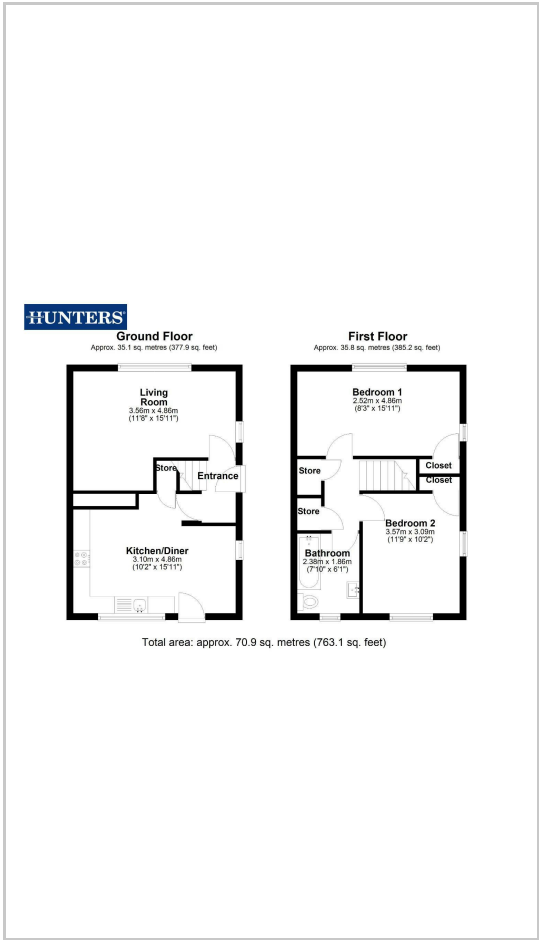 HUNTERS
Ground Floor
Approx. 35.1 sq. metres (377.9 sq. feet)
Living
Room
3.56m x 4.86m
(11'8" x 15'11")
Store
Entrance
Kitchen/Diner
3.10m x 4.86m
(10'2" x 15'11")
First Floor
Approx. 35.8 sq. metres (385.2 sq. feet)
Bedroom 1
2.52m x 4.86m
(8'3" x 15'11")
Store
Closet
Closet
Store
Bedroom 2
3.57m x 3.09m
(11'9" x 10'2")
Bathroom
2.38m x 1.86m
(7'10" x 6'1")
Total area: approx. 70.9 sq. metres (763.1 sq. feet)